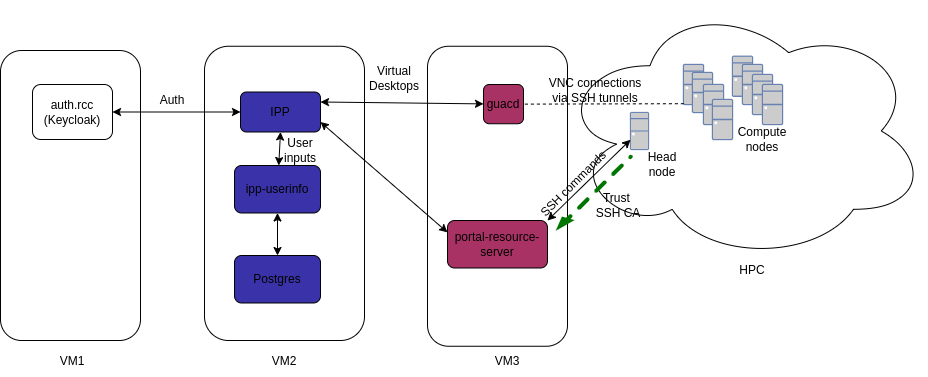 auth.rcc
(Keycloak)
Auth
IPP
User
inputs
ipp-userinfo
Postgres
Virtual
Desktops
guacd
portal-resource-
server
VNC connections
via SSH tunnels
SSH commands
Trust
SSH CA
Head
node
Compute
nodes
HPC
VM1
VM2
VM3